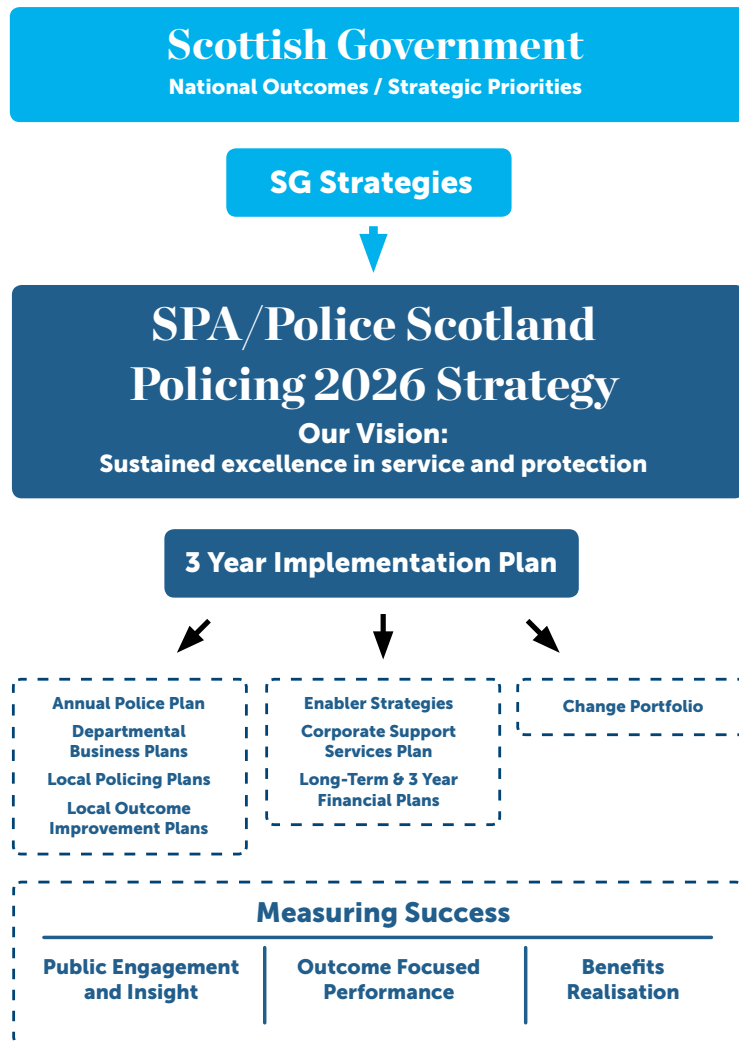 Scottish Government
National Outcomes / Strategic Priorities
SG Strategies
SPA/Police Scotland
Policing 2026 Strategy
Our Vision:
Sustained excellence in service and protection
3 Year Implementation Plan
Annual Police Plan
Departmental
Business Plans
Local Policing Plans
Local Outcome
Improvement Plans
Enabler Strategies
Corporate Support
Services Plan
Long-Term & 3 Year
Financial Plans
Change Portfolio
Measuring Success
Public Engagement
and Insight
Outcome Focused
Performance
Benefits
Realisation